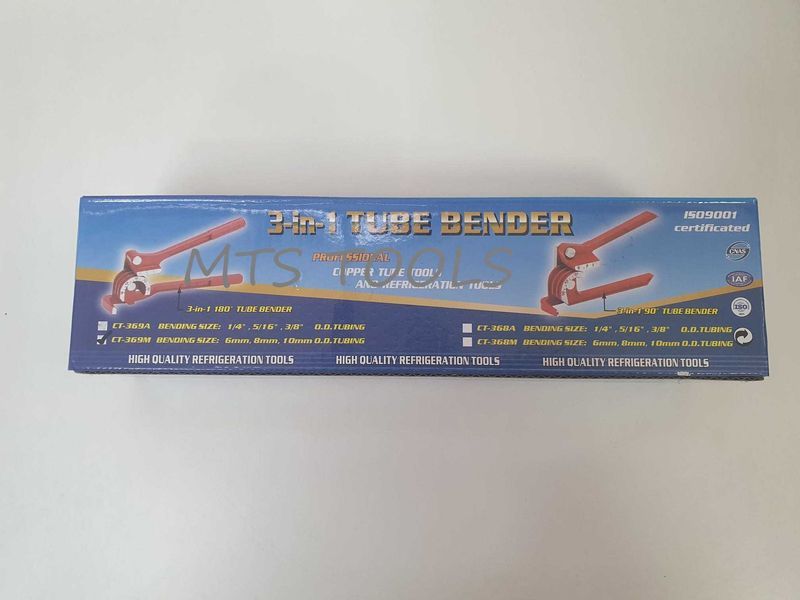 3-in-1 TUBE BENDER
ISO9001
certificated
PROFESSIONAL
COPPER TUBE TOOLS
AND REFRIGERATION TOOLS
MTS TOOLS
CNAS
IAF
ISO
3-in-1 180° TUBE BENDER
3-in-1 90° TUBE BENDER
CT-369A BENDING SIZE: 1/4", 5/16", 3/8" O.D.TUBING
CT-369M BENDING SIZE: 6mm, 8mm, 10mm O.D.TUBING
CT-368A BENDING SIZE: 1/4", 5/16", 3/8" O.D.TUBING
CT-368M BENDING SIZE: 6mm, 8mm, 10mm O.D.TUBING
HIGH QUALITY REFRIGERATION TOOLS
HIGH QUALITY REFRIGERATION TOOLS
HIGH QUALITY REFRIGERATION TOOLS